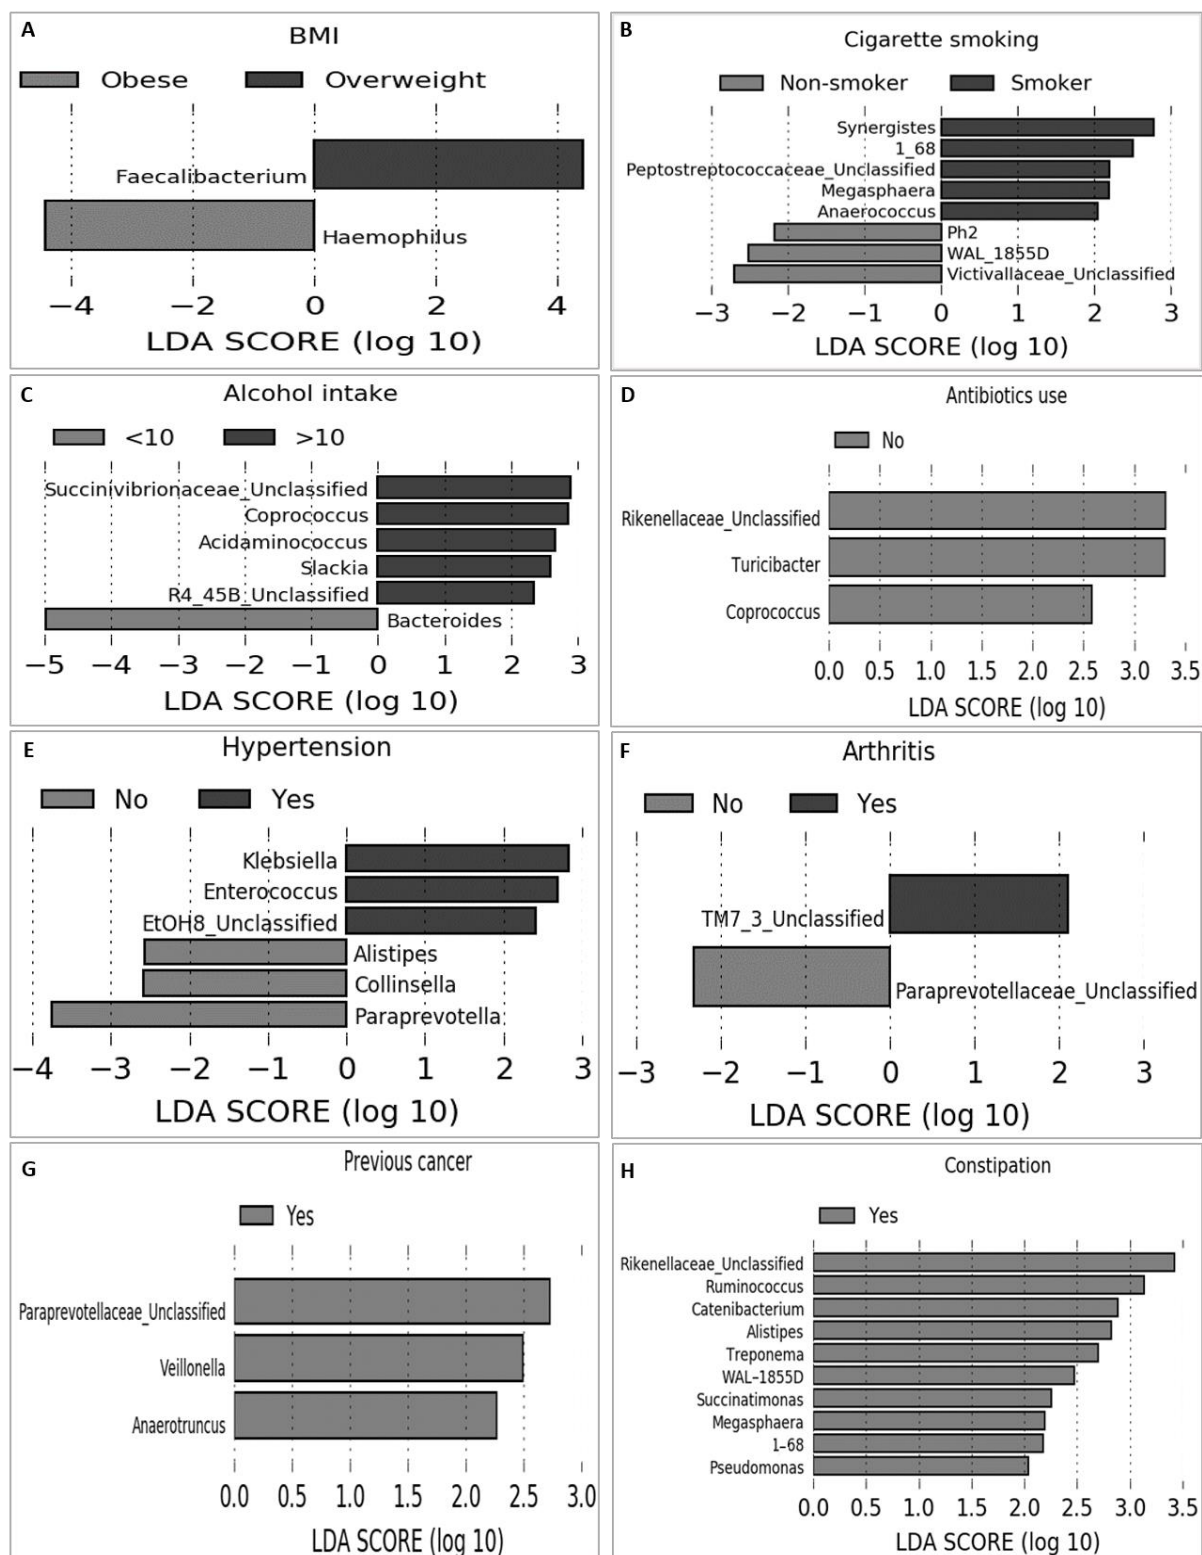 A
BMI
Obese Overweight
Faecalibacterium
Haemophilus
−4 −2 0 2 4
LDA SCORE (log 10)
B
Cigarette smoking
Non-smoker Smoker
Synergistes
1_68
Peptostreptococcaceae_Unclassified
Megasphaera
Anaerococcus
Ph2
WAL_1855D
Victivallaceae_Unclassified
−3 −2 −1 0 1 2 3
LDA SCORE (log 10)
C
Alcohol intake
<10 >10
Succinivibrionaceae_Unclassified
Coprococcus
Acidaminococcus
Slackia
R4_45B_Unclassified
Bacteroides
−5 −4 −3 −2 −1 0 1 2 3
LDA SCORE (log 10)
D
Antibiotics use
No
Rikenellaceae_Unclassified
Turicibacter
Coprococcus
0.0 0.5 1.0 1.5 2.0 2.5 3.0 3.5
LDA SCORE (log 10)
E
Hypertension
No Yes
Klebsiella
Enterococcus
EtOH8_Unclassified
Alistipes
Collinsella
Paraprevotella
−4 −3 −2 −1 0 1 2 3
LDA SCORE (log 10)
F
Arthritis
No Yes
TM7_3_Unclassified
Paraprevotellaceae_Unclassified
−3 −2 −1 0 1 2 3
LDA SCORE (log 10)
G
Previous cancer
Yes
Paraprevotellaceae_Unclassified
Veillonella
Anaerotruncus
0.0 0.5 1.0 1.5 2.0 2.5 3.0
LDA SCORE (log 10)
H
Constipation
Yes
Rikenellaceae_Unclassified
Ruminococcus
Catenibacterium
Alistipes
Treponema
WAL−1855D
Succinatimonas
Megasphaera
1−68
Pseudomonas
0.0 0.5 1.0 1.5 2.0 2.5 3.0 3.5
LDA SCORE (log 10)